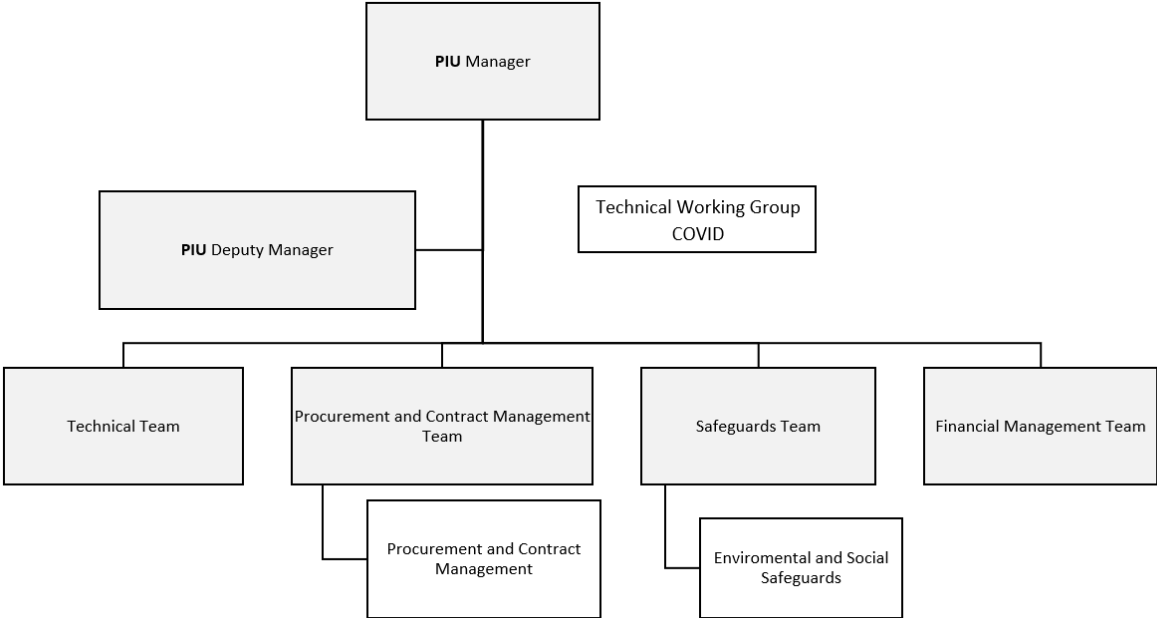 PIU Manager
PIU Deputy Manager
Technical Working Group
COVID
Technical Team
Procurement and Contract Management
Team
Safeguards Team
Financial Management Team
Procurement and Contract
Management
Enviromental and Social
Safeguards